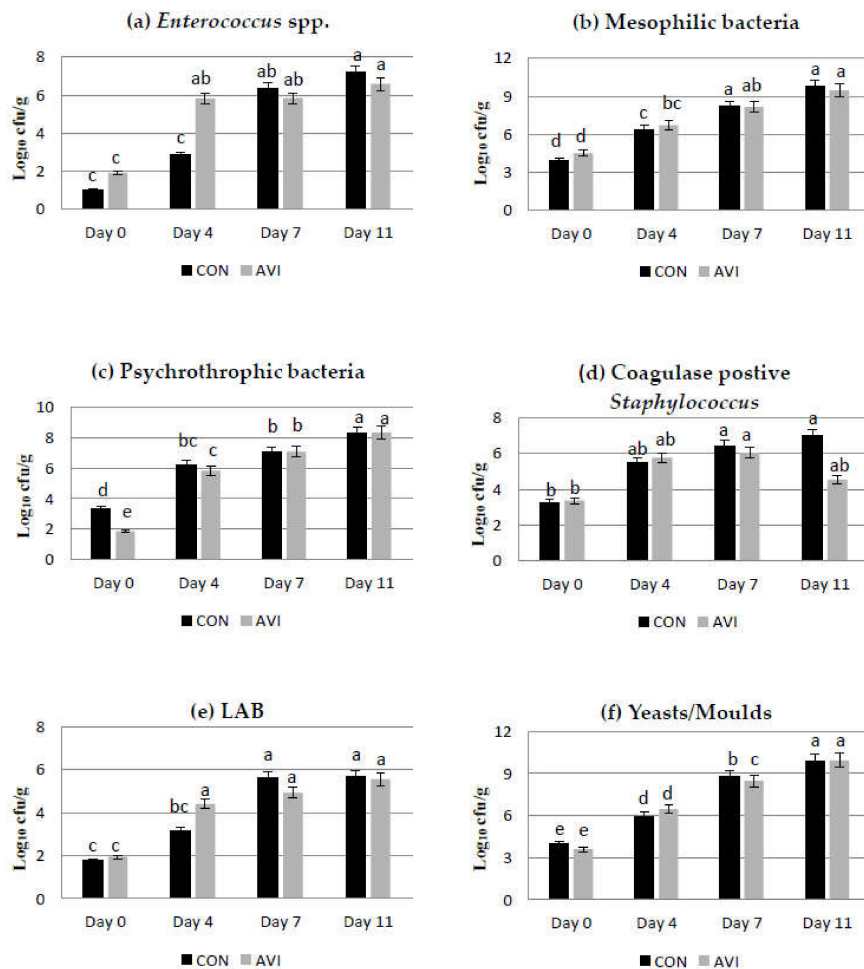 (a) Enterococcus spp.
Log₁₀ cfu/g
8
6
4
2
0
c c
c ab
ab ab
a a
Day 0 Day 4 Day 7 Day 11
CON AVI
(b) Mesophilic bacteria
Log₁₀ cfu/g
12
9
6
3
0
d d
c bc
a ab
a a
Day 0 Day 4 Day 7 Day 11
CON AVI
(c) Psychrothrophic bacteria
Log₁₀ cfu/g
10
8
6
4
2
0
d e
bc c
b b
a a
Day 0 Day 4 Day 7 Day 11
CON AVI
(d) Coagulase postive
Staphylococcus
Log₁₀ cfu/g
8
6
4
2
0
b b
ab ab
a a
a ab
Day 0 Day 4 Day 7 Day 11
CON AVI
(e) LAB
Log₁₀ cfu/g
8
6
4
2
0
c c
bc a
a a
a a
Day 0 Day 4 Day 7 Day 11
CON AVI
(f) Yeasts/Moulds
Log₁₀ cfu/g
12
9
6
3
0
e e
d d
b c
a a
Day 0 Day 4 Day 7 Day 11
CON AVI